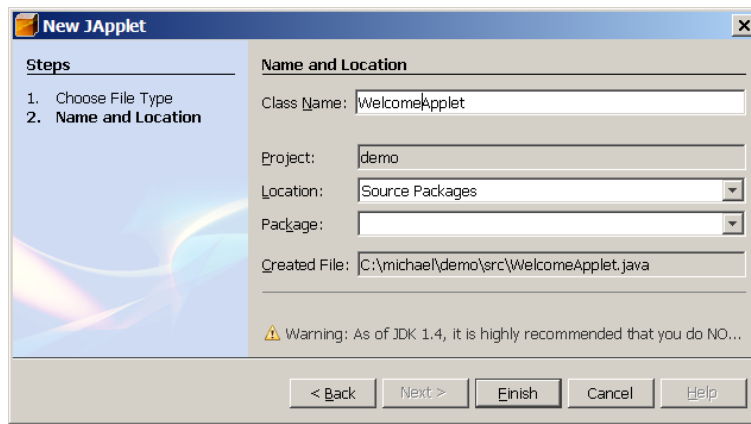 New JApplet
Steps
1. Choose File Type
2. Name and Location
Name and Location
Class Name: WelcomeApplet
Project: demo
Location: Source Packages
Package:
Created File: C:\michael\demo\src\WelcomeApplet.java
Warning: As of JDK 1.4, it is highly recommended that you do NO...
< Back Next > Finish Cancel Help